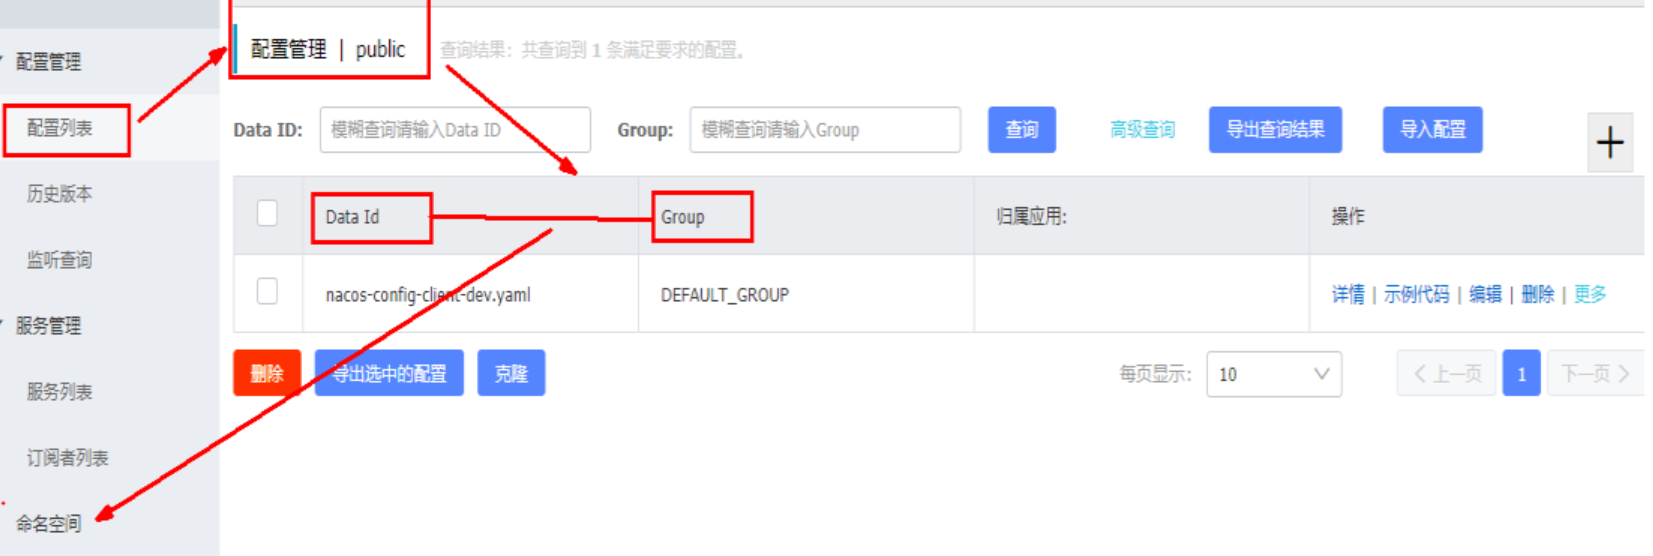 配置管理 | public 查询结果：共查询到 1 条满足要求的配置。
配置管理
配置列表
历史版本
监听查询
服务管理
服务列表
订阅者列表
命名空间
Data ID: 模糊查询请输入Data ID Group: 模糊查询请输入Group 查询 高级查询 导出查询结果 导入配置 +
Data Id Group 归属应用: 操作
nacos-config-client-dev.yaml DEFAULT_GROUP 详情 | 示例代码 | 编辑 | 删除 | 更多
删除 导出选中的配置 克隆 每页显示: 10 上一页 1 下一页